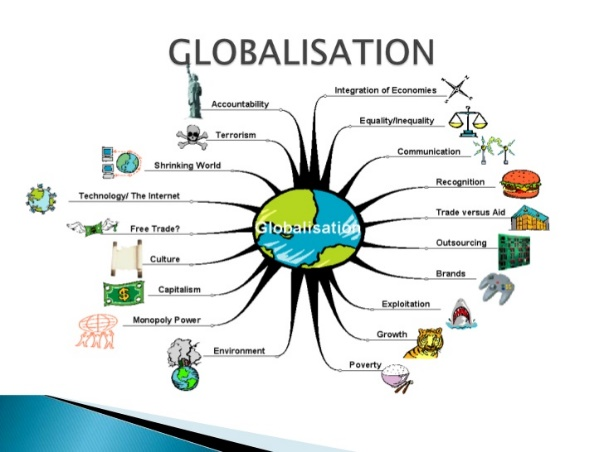 GLOBALISATION
Integration of Economies
Accountability
Equality/Inequality
Terrorism
Communication
Shrinking World
Recognition
Technology/ The Internet
Trade versus Aid
Globalisation
Free Trade?
Outsourcing
Culture
Brands
Capitalism
Exploitation
Monopoly Power
Growth
Environment
Poverty